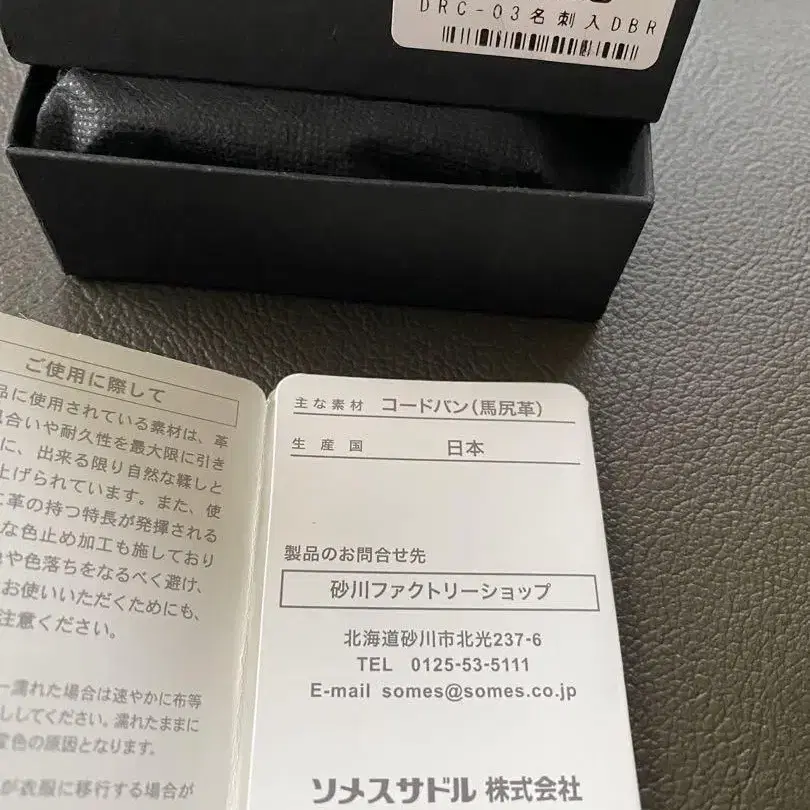 DRC-03名刺入DBR
ご使用に際して
品に使用されている素材は、革
合いや耐久性を最大限に引き
に、出来る限り自然な鞣しと
上げられています。また、使
革の持つ特長が発揮される
な色止め加工も施しており
や色落ちをなるべく避け、
お使いいただくためにも、
注意ください。
一濡れた場合は速やかに布等
してください。濡れたままに
変色の原因となります。
が衣服に移行する場合が
主な素材 コードバン(馬尻革)
生産国 日本
製品のお問合せ先
砂川ファクトリーショップ
北海道砂川市北光237-6
TEL 0125-53-5111
E-mail somes@somes.co.jp
ソメスサドル 株式会社